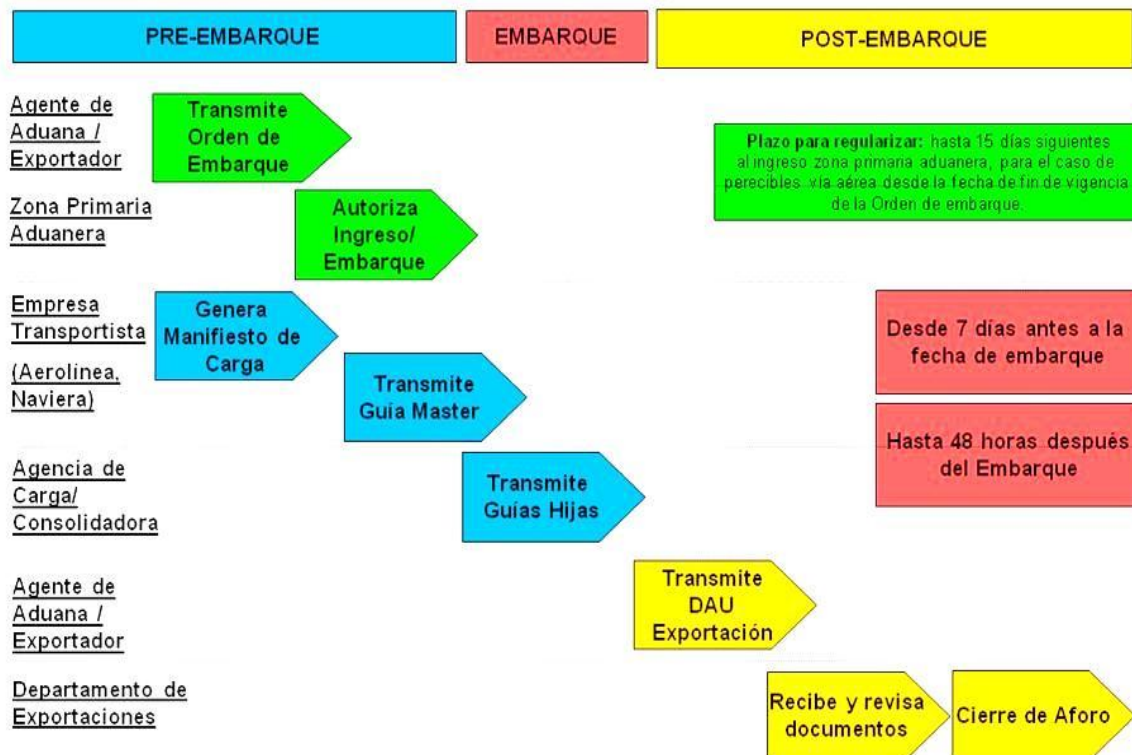 PRE-EMBARQUE
EMBARQUE
POST-EMBARQUE
Agente de
Aduana /
Exportador
Transmite
Orden de
Embarque
Plazo para regularizar: hasta 15 días siguientes
al ingreso zona primaria aduanera, para el caso de
perecibles vía aérea desde la fecha de fin de vigencia
de la Orden de embarque.
Zona Primaria
Aduanera
Autoriza
Ingreso/
Embarque
Empresa
Transportista
(Aerolínea,
Naviera)
Genera
Manifiesto de
Carga
Transmite
Guía Master
Desde 7 días antes a la
fecha de embarque
Hasta 48 horas después
del Embarque
Agencia de
Carga/
Consolidadora
Transmite
Guías Hijas
Agente de
Aduana /
Exportador
Transmite
DAU
Exportación
Departamento de
Exportaciones
Recibe y revisa
documentos
Cierre de Aforo